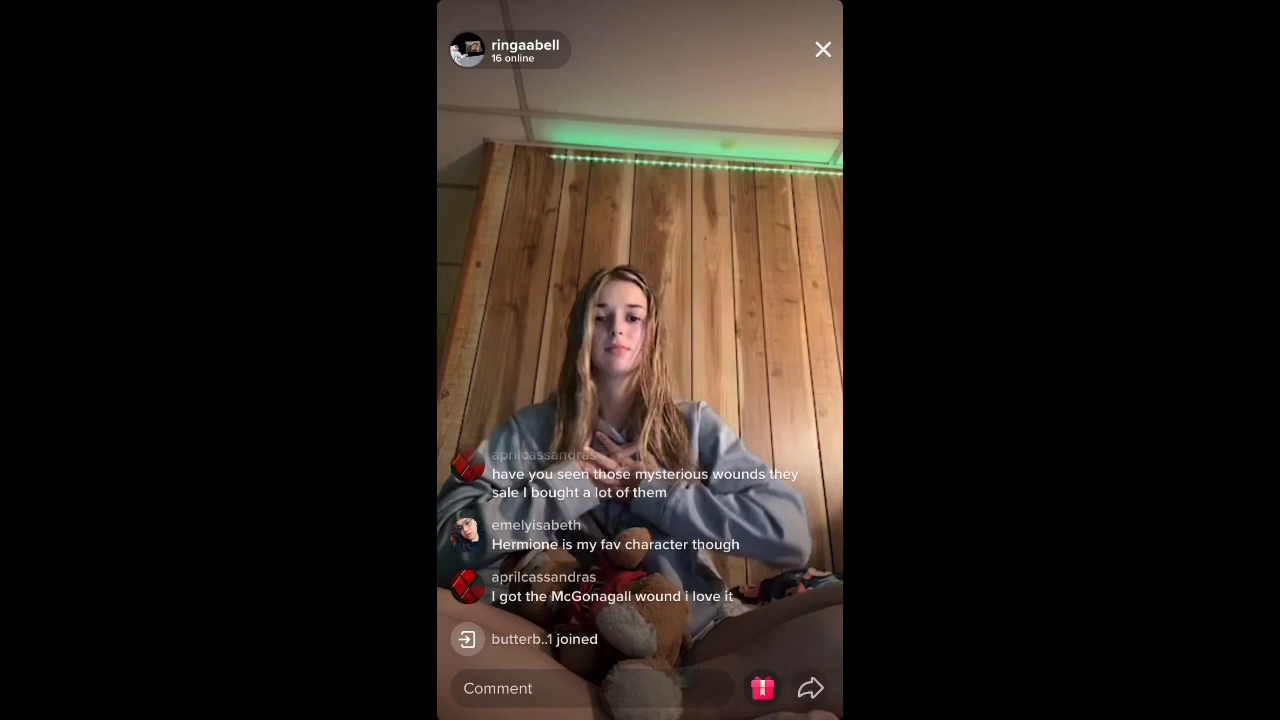 ringaabell
16 online
aprilcassandras
have you seen those mysterious wounds they
sale I bought a lot of them
emelyisabeth
Hermione is my fav character though
aprilcassandras
I got the McGonagall wound i love it
butterb..1 joined
Comment